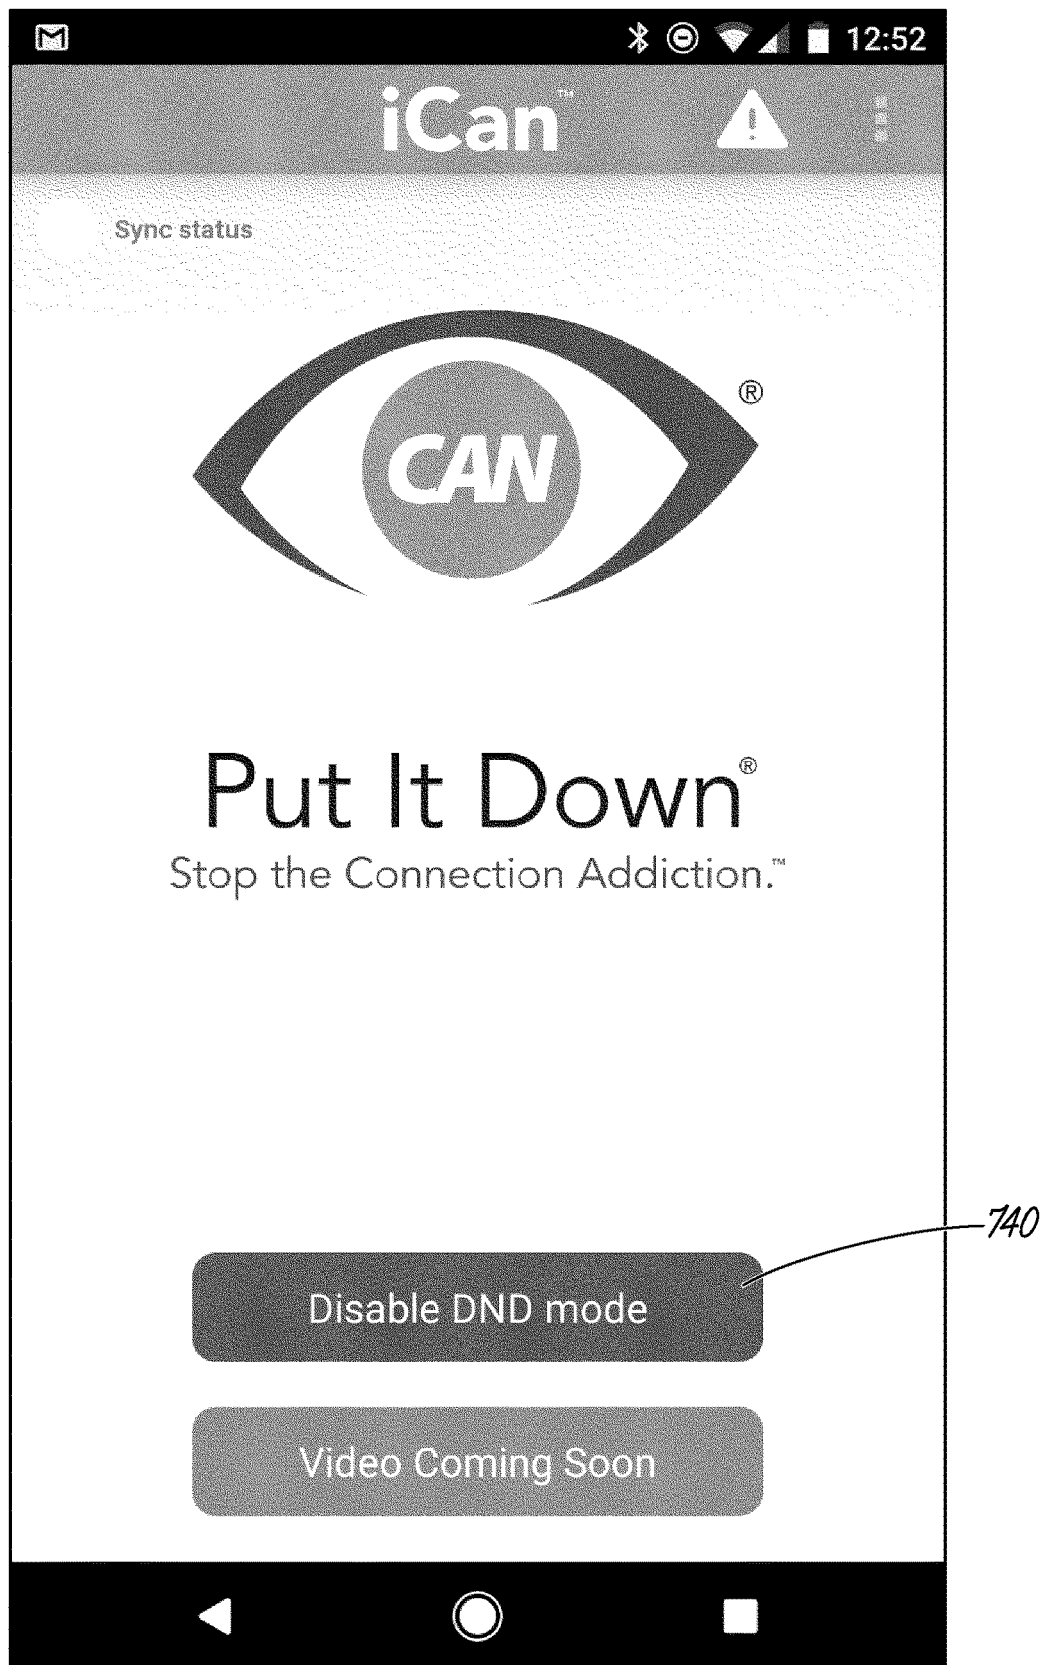 12:52
iCan™
Sync status
CAN
®
Put It Down®
Stop the Connection Addiction.™
740
Disable DND mode
Video Coming Soon